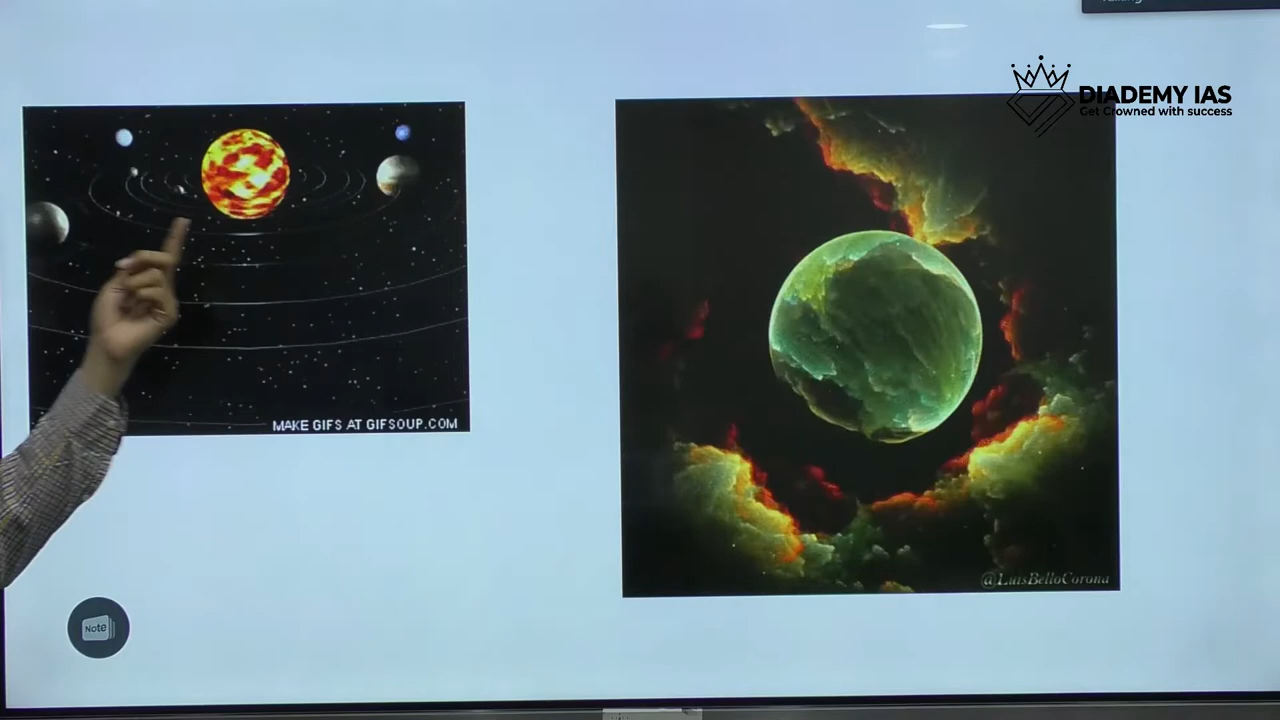 DIADEMY IAS
Get Crowned with success
MAKE GIFS AT GIFSOUP.COM
@LuisBelloCorona
Note